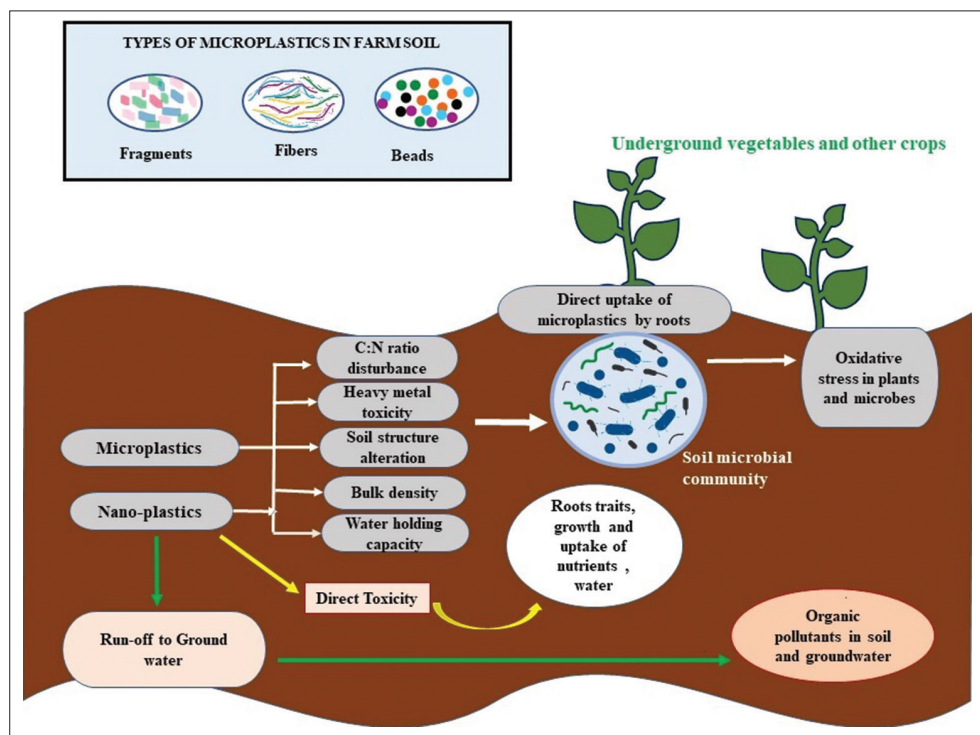 TYPES OF MICROPLASTICS IN FARM SOIL
Fragments
Fibers
Beads
Underground vegetables and other crops
Direct uptake of
microplastics by roots
C:N ratio
disturbance
Heavy metal
toxicity
Soil structure
alteration
Bulk density
Water holding
capacity
Microplastics
Nano-plastics
Oxidative
stress in plants
and microbes
Soil microbial
community
Roots traits,
growth and
uptake of
nutrients ,
water
Direct Toxicity
Run-off to Ground
water
Organic
pollutants in soil
and groundwater